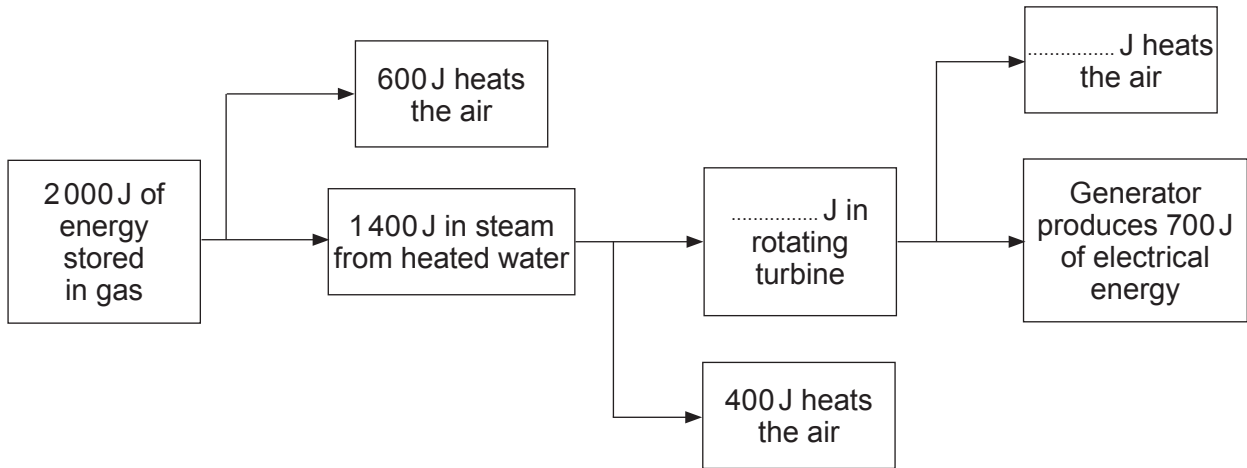 2 000 J of
energy
stored
in gas
600 J heats
the air
1 400 J in steam
from heated water
................ J in
rotating
turbine
400 J heats
the air
................ J heats
the air
Generator
produces 700 J
of electrical
energy